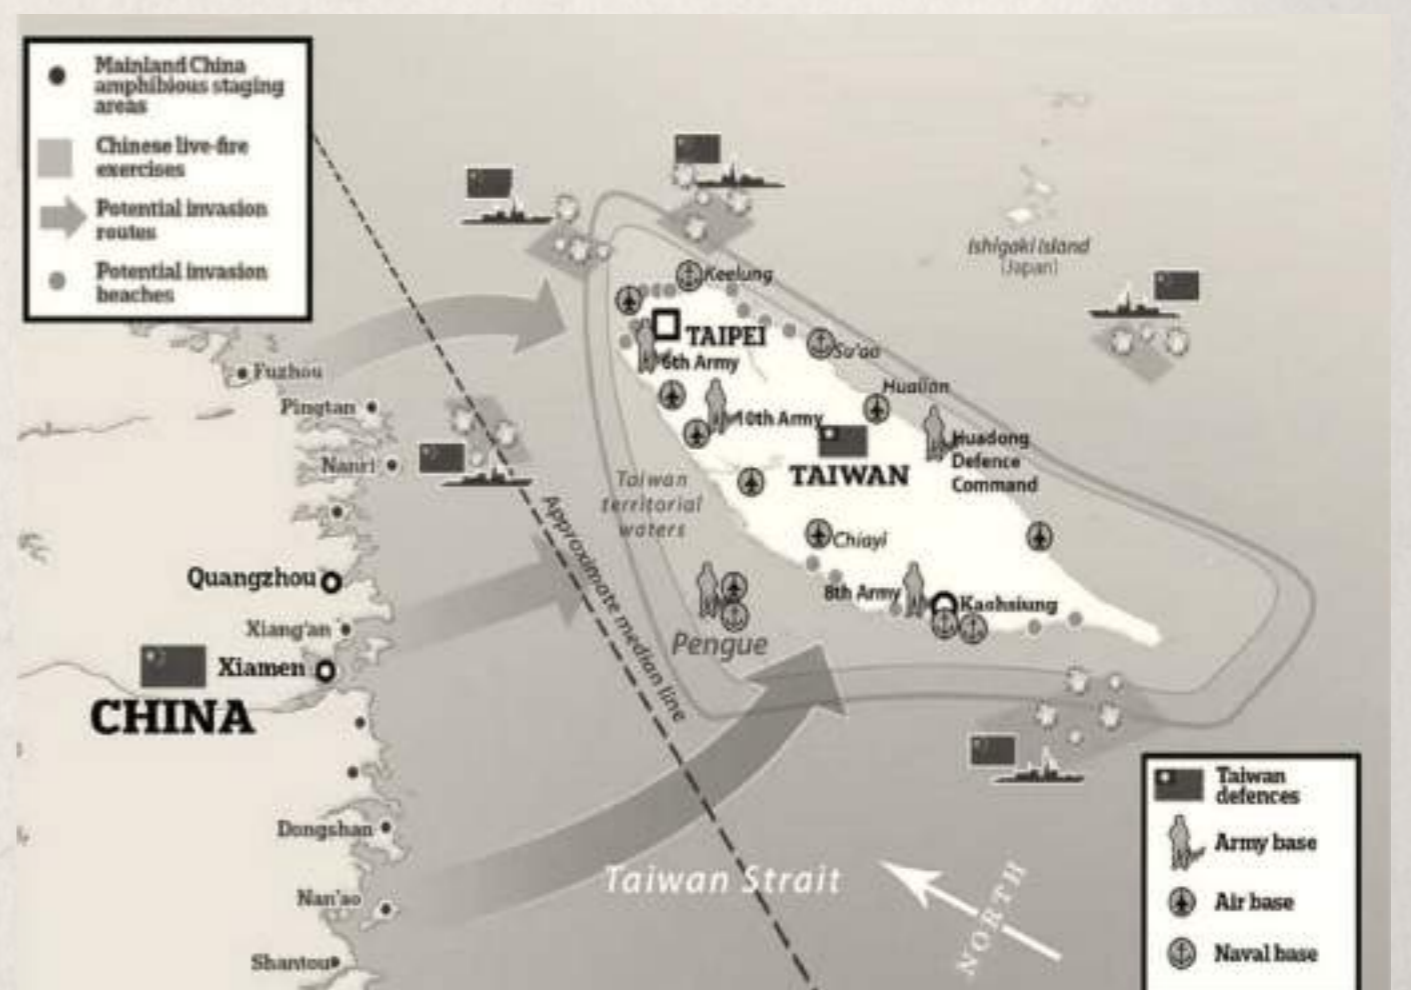 Mainland China
amphibious staging
areas
Chinese live-fire
exercises
Potential invasion
routes
Potential invasion
beaches
Ishigaki Island
(Japan)
Keelung
TAIPEI
6th Army
Su'ao
Fuzhou
Hualian
Pingtan
10th Army
Huadong
Defence
Command
Nanri
TAIWAN
Taiwan
territorial
waters
Approximate median line
Chiayi
Quangzhou
8th Army
Kaohsiung
Xiang'an
Pengue
Xiamen
CHINA
Taiwan
defences
Dongshan
Army base
Taiwan Strait
NORTH
Nan'ao
Air base
Naval base
Shantou